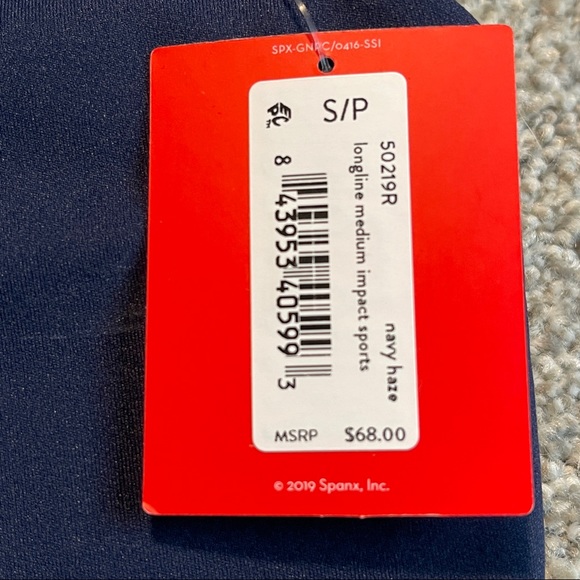 SPX-GNRC/0416-SSI
EPC™
S/P
50219R navy haze
longline medium impact sports
8 43953 40599 3
MSRP $68.00
© 2019 Spanx, Inc.